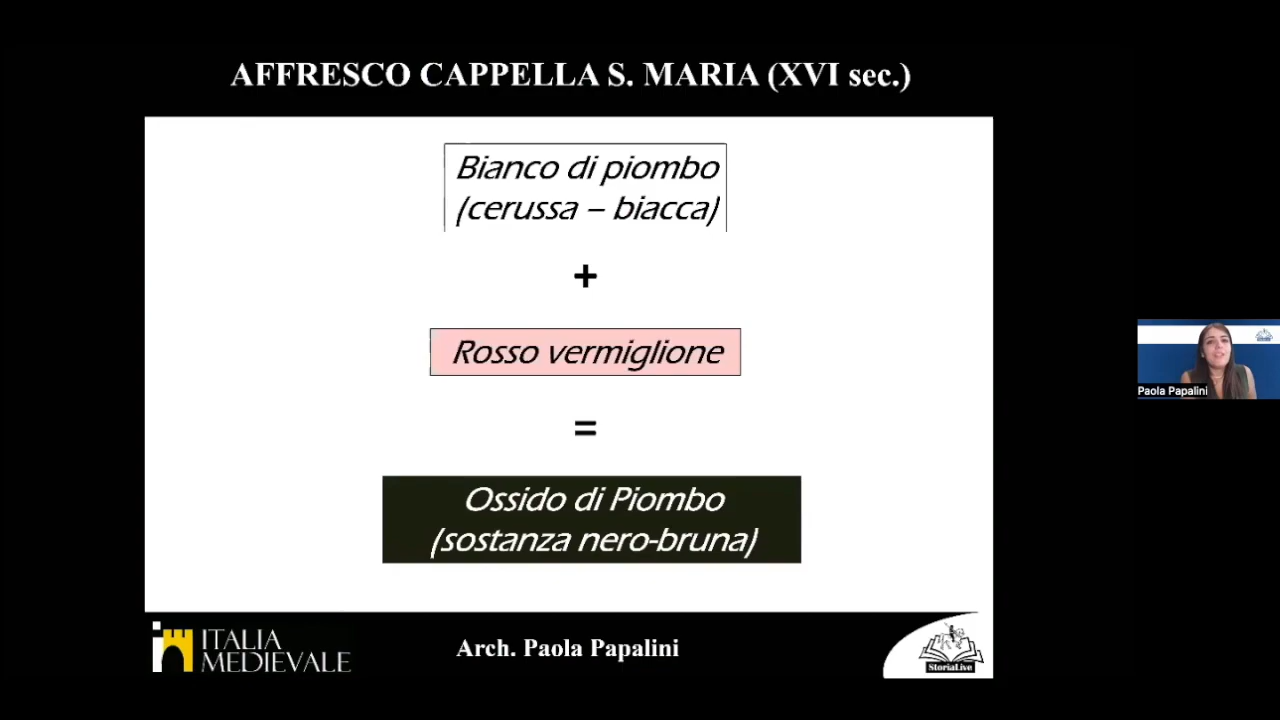 AFFRESCO CAPPELLA S. MARIA (XVI sec.)
Bianco di piombo
(cerussa – biacca)
+
Rosso vermiglione
=
Ossido di Piombo
(sostanza nero-bruna)
Paola Papalini
ITALIA
MEDIEVALE
Arch. Paola Papalini
StoriaLive